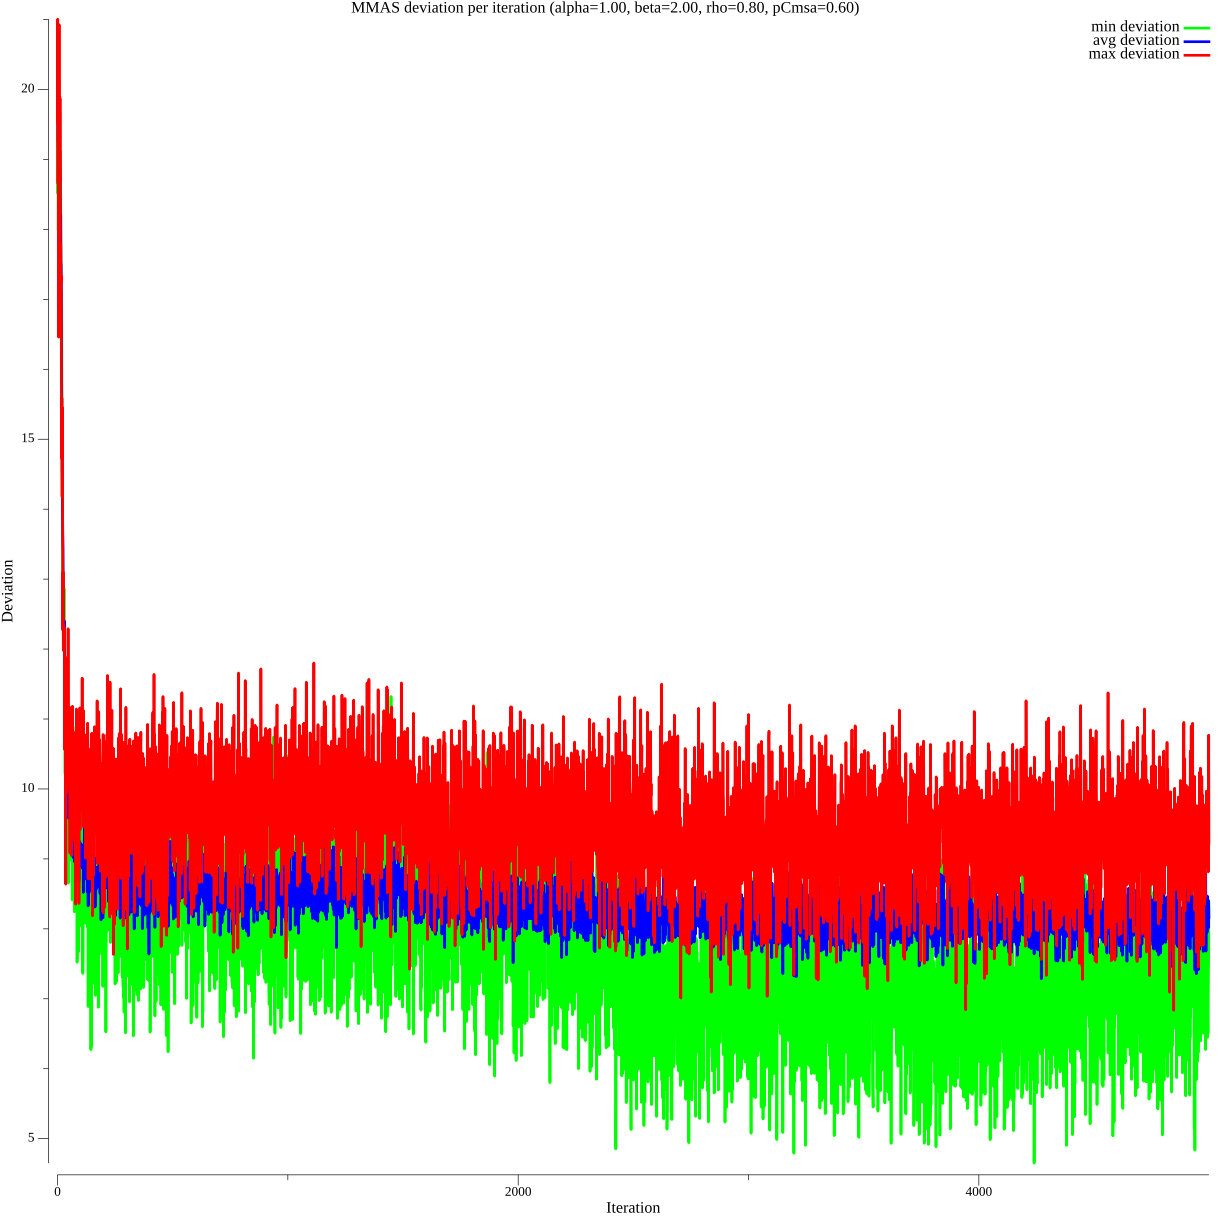 MMAS deviation per iteration (alpha=1.00, beta=2.00, rho=0.80, pCmsa=0.60)
min deviation
avg deviation
max deviation
20
15
10
5
Deviation
0 2000 4000
Iteration